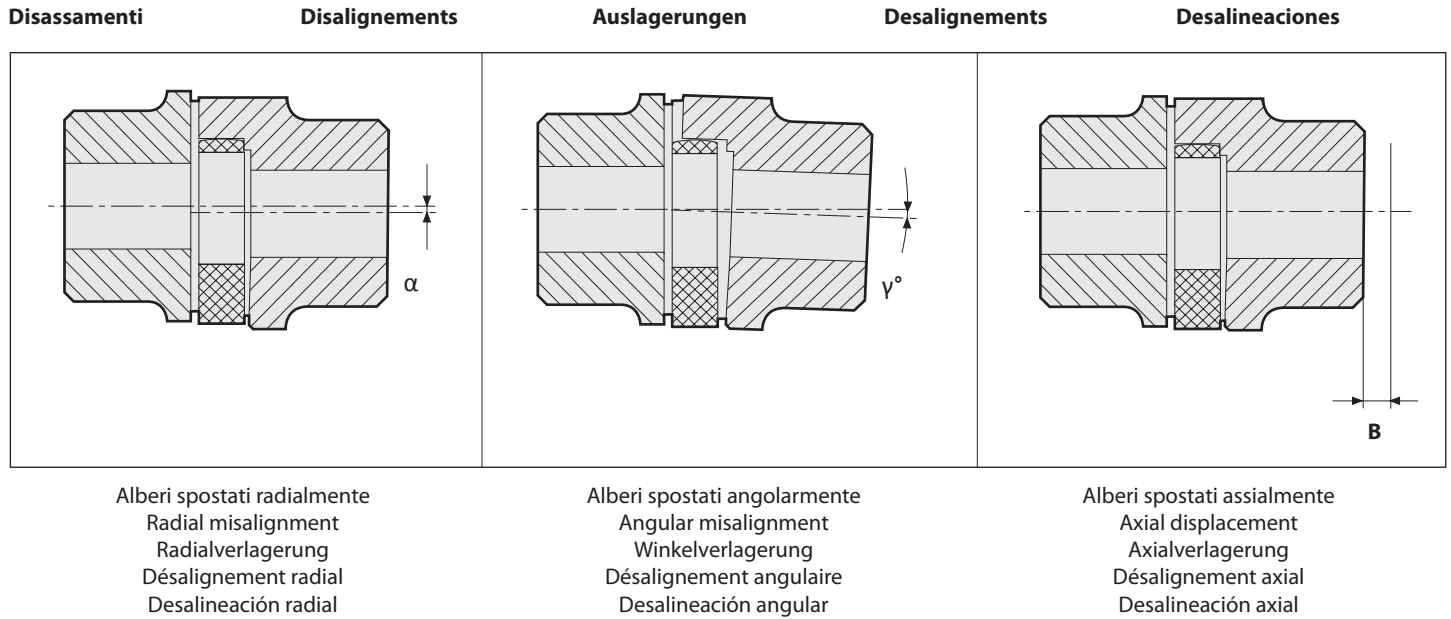 Disassamenti Disalignements Auslagerungen Desalignements Desalineaciones
α
γ°
B
Alberi spostati radialmente
Radial misalignment
Radialverlagerung
Désalignement radial
Desalineación radial
Alberi spostati angolarmente
Angular misalignment
Winkelverlagerung
Désalignement angulaire
Desalineación angular
Alberi spostati assialmente
Axial displacement
Axialverlagerung
Désalignement axial
Desalineación axial